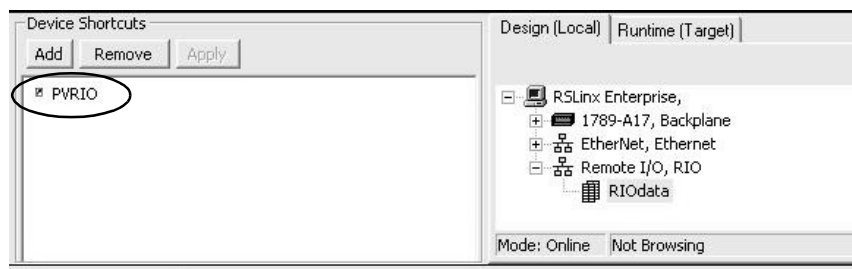 Device Shortcuts
Add Remove Apply
PVRIO
Design (Local) Runtime (Target)
RSLinx Enterprise,
1789-A17, Backplane
EtherNet, Ethernet
Remote I/O, RIO
RIOdata
Mode: Online Not Browsing